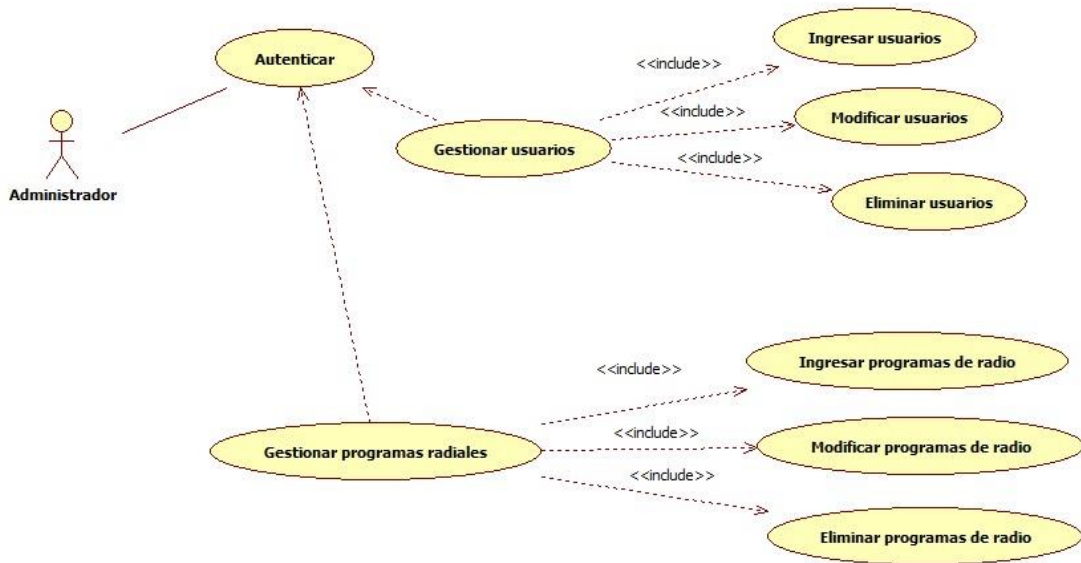 Ingresar usuarios
Autenticar
<<include>>
<<include>>
Modificar usuarios
Gestionar usuarios
<<include>>
Administrador
Eliminar usuarios
Ingresar programas de radio
<<include>>
<<include>>
Gestionar programas radiales
Modificar programas de radio
<<include>>
Eliminar programas de radio